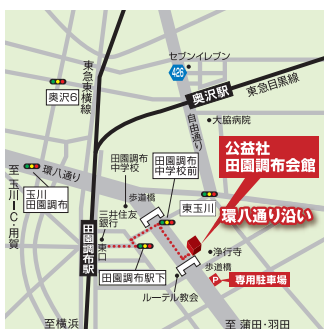 セブンイレブン
426
東急東横線
奥沢6
奥沢駅
東急目黒線
自由通り
大脇病院
公益社
田園調布会館
環八通り沿い
環八通り
至玉川IC・用賀
玉川
田園調布
田園調布
中学校
田園調布
中学校前
歩道橋
東玉川
三井住友
東口
田園調布駅
田園調布駅下
浄行寺
歩道橋
P
専用駐車場
ルーテル教会
至横浜
至 蒲田・羽田